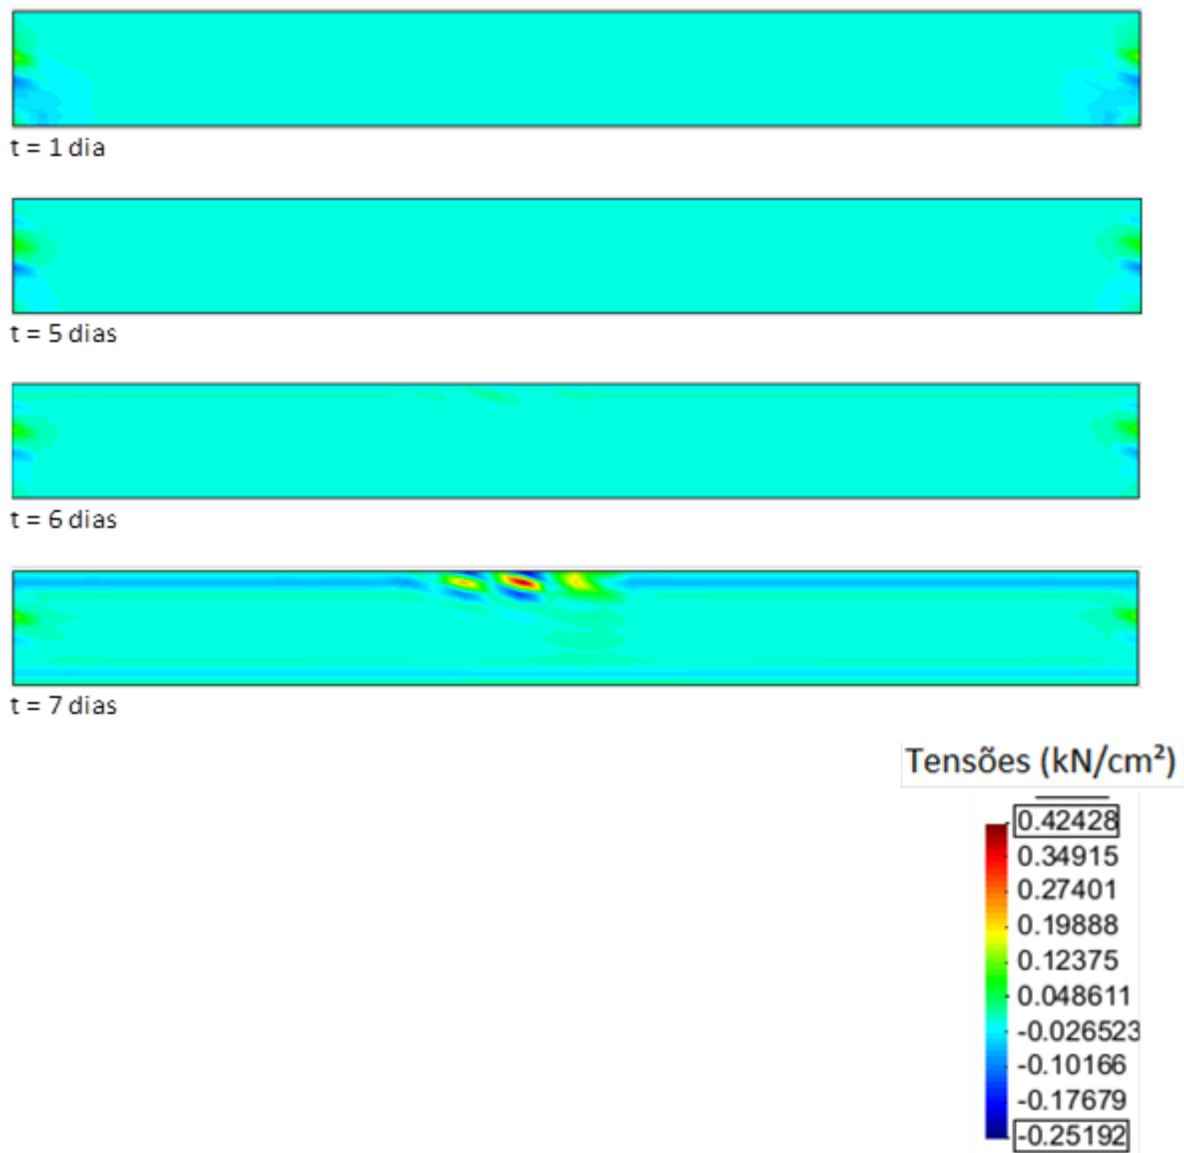 t = 1 dia
t = 5 dias
t = 6 dias
t = 7 dias
Tensões (kN/cm²)
0.42428
0.34915
0.27401
0.19888
0.12375
0.048611
-0.026523
-0.10166
-0.17679
-0.25192